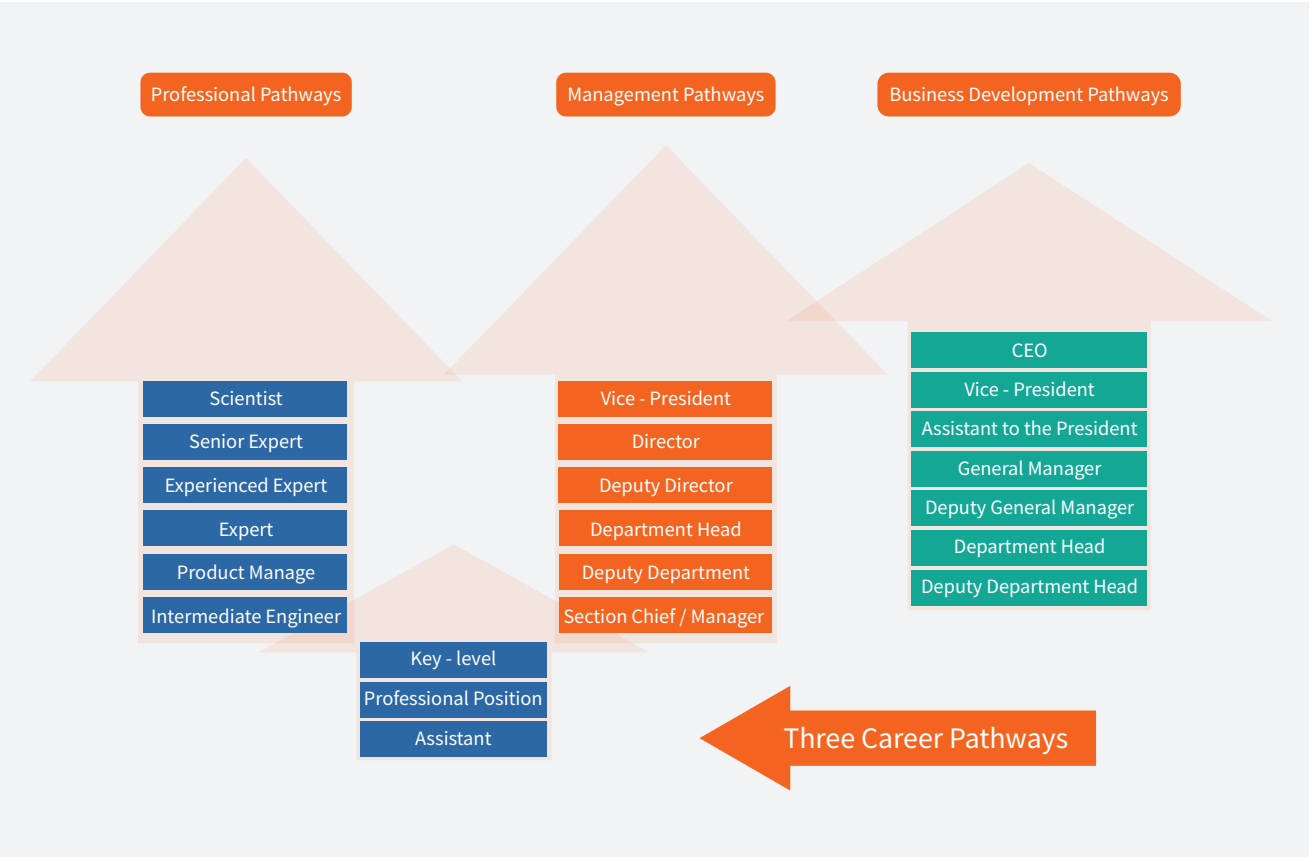 Professional Pathways
Management Pathways
Business Development Pathways
Scientist
Senior Expert
Experienced Expert
Expert
Product Manage
Intermediate Engineer
Key - level
Professional Position
Assistant
Vice - President
Director
Deputy Director
Department Head
Deputy Department
Section Chief / Manager
CEO
Vice - President
Assistant to the President
General Manager
Deputy General Manager
Department Head
Deputy Department Head
Three Career Pathways